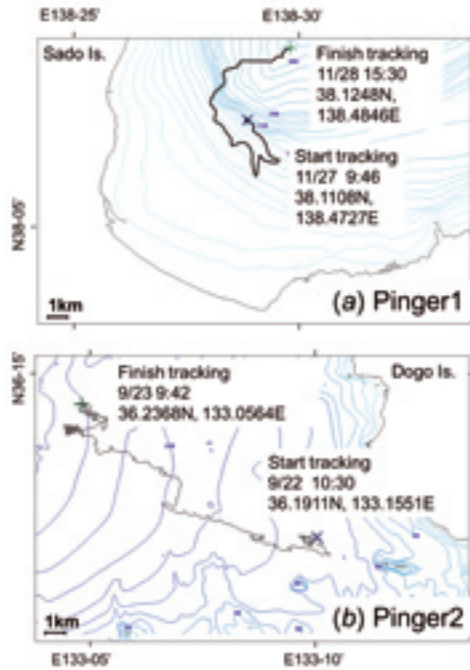 E138-25 E138-30
Sado Is.
Finish tracking
11/28 15:30
38.1248N,
138.4846E
Start tracking
11/27 9:46
38.1108N,
138.4727E
N38-05
1km
(a) Pinger1
N36-15
Finish tracking
9/23 9:42
36.2368N, 133.0564E
Dogo Is.
Start tracking
9/22 10:30
36.1911N, 133.1551E
1km
(b) Pinger2
E133-05 E133-10